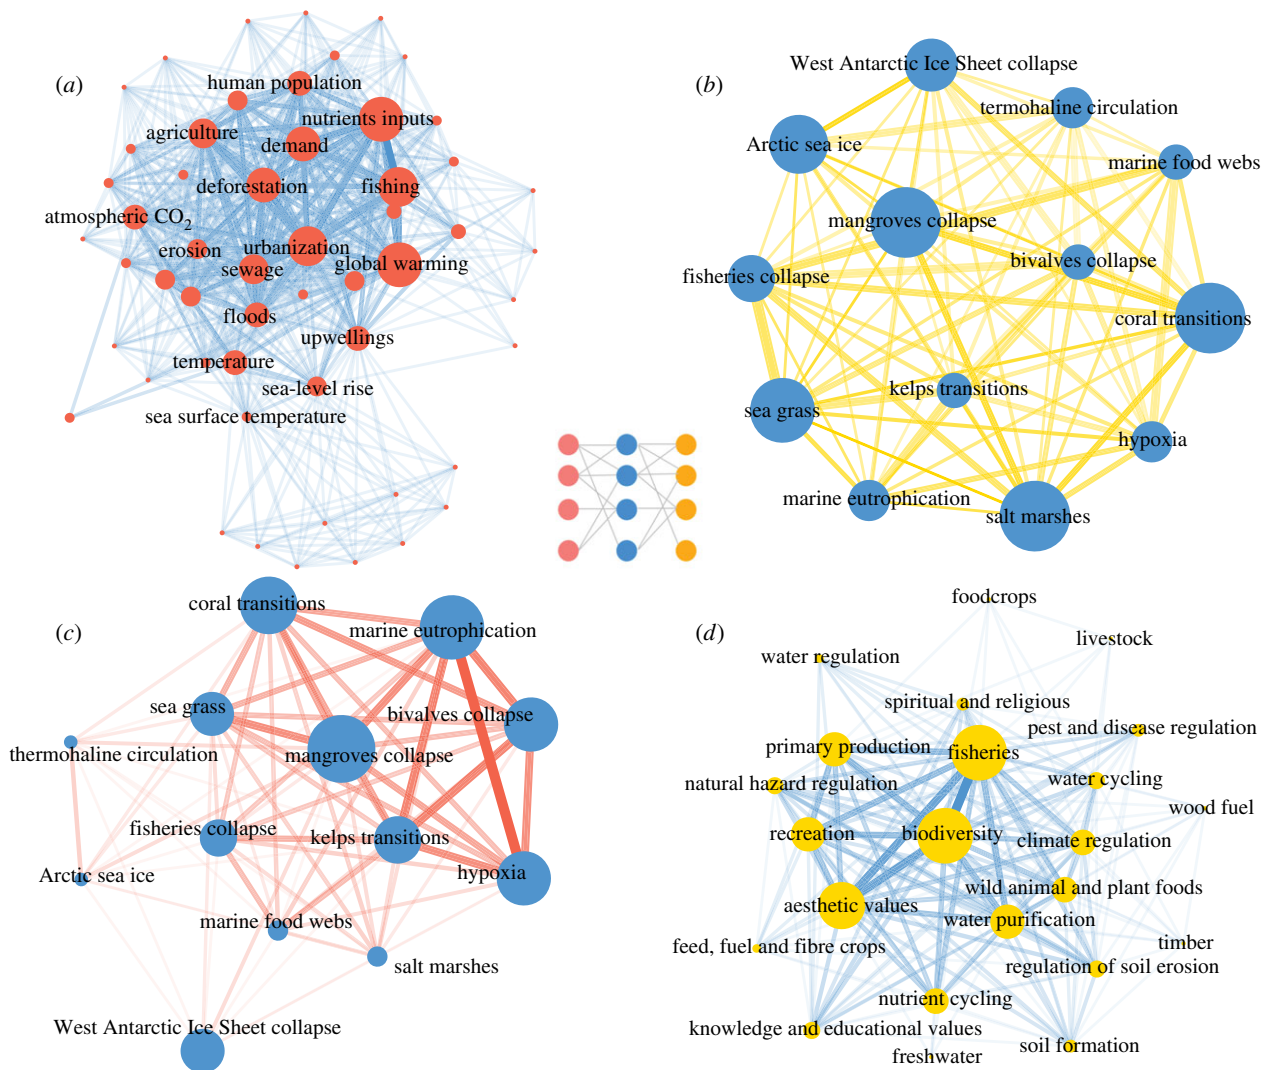 (a)
human population
nutrients inputs
agriculture
demand
deforestation
fishing
atmospheric CO2
erosion
urbanization
sewage
global warming
floods
upwellings
temperature
sea-level rise
sea surface temperature
(b)
West Antarctic Ice Sheet collapse
termohaline circulation
Arctic sea ice
marine food webs
mangroves collapse
bivalves collapse
fisheries collapse
coral transitions
kelps transitions
sea grass
hypoxia
marine eutrophication
salt marshes
(c)
coral transitions
marine eutrophication
sea grass
bivalves collapse
thermohaline circulation
mangroves collapse
fisheries collapse
kelps transitions
Arctic sea ice
hypoxia
marine food webs
salt marshes
West Antarctic Ice Sheet collapse
(d)
foodcrops
livestock
water regulation
spiritual and religious
pest and disease regulation
primary production
fisheries
natural hazard regulation
water cycling
wood fuel
recreation
biodiversity
climate regulation
wild animal and plant foods
aesthetic values
water purification
feed, fuel and fibre crops
timber
regulation of soil erosion
nutrient cycling
knowledge and educational values
soil formation
freshwater